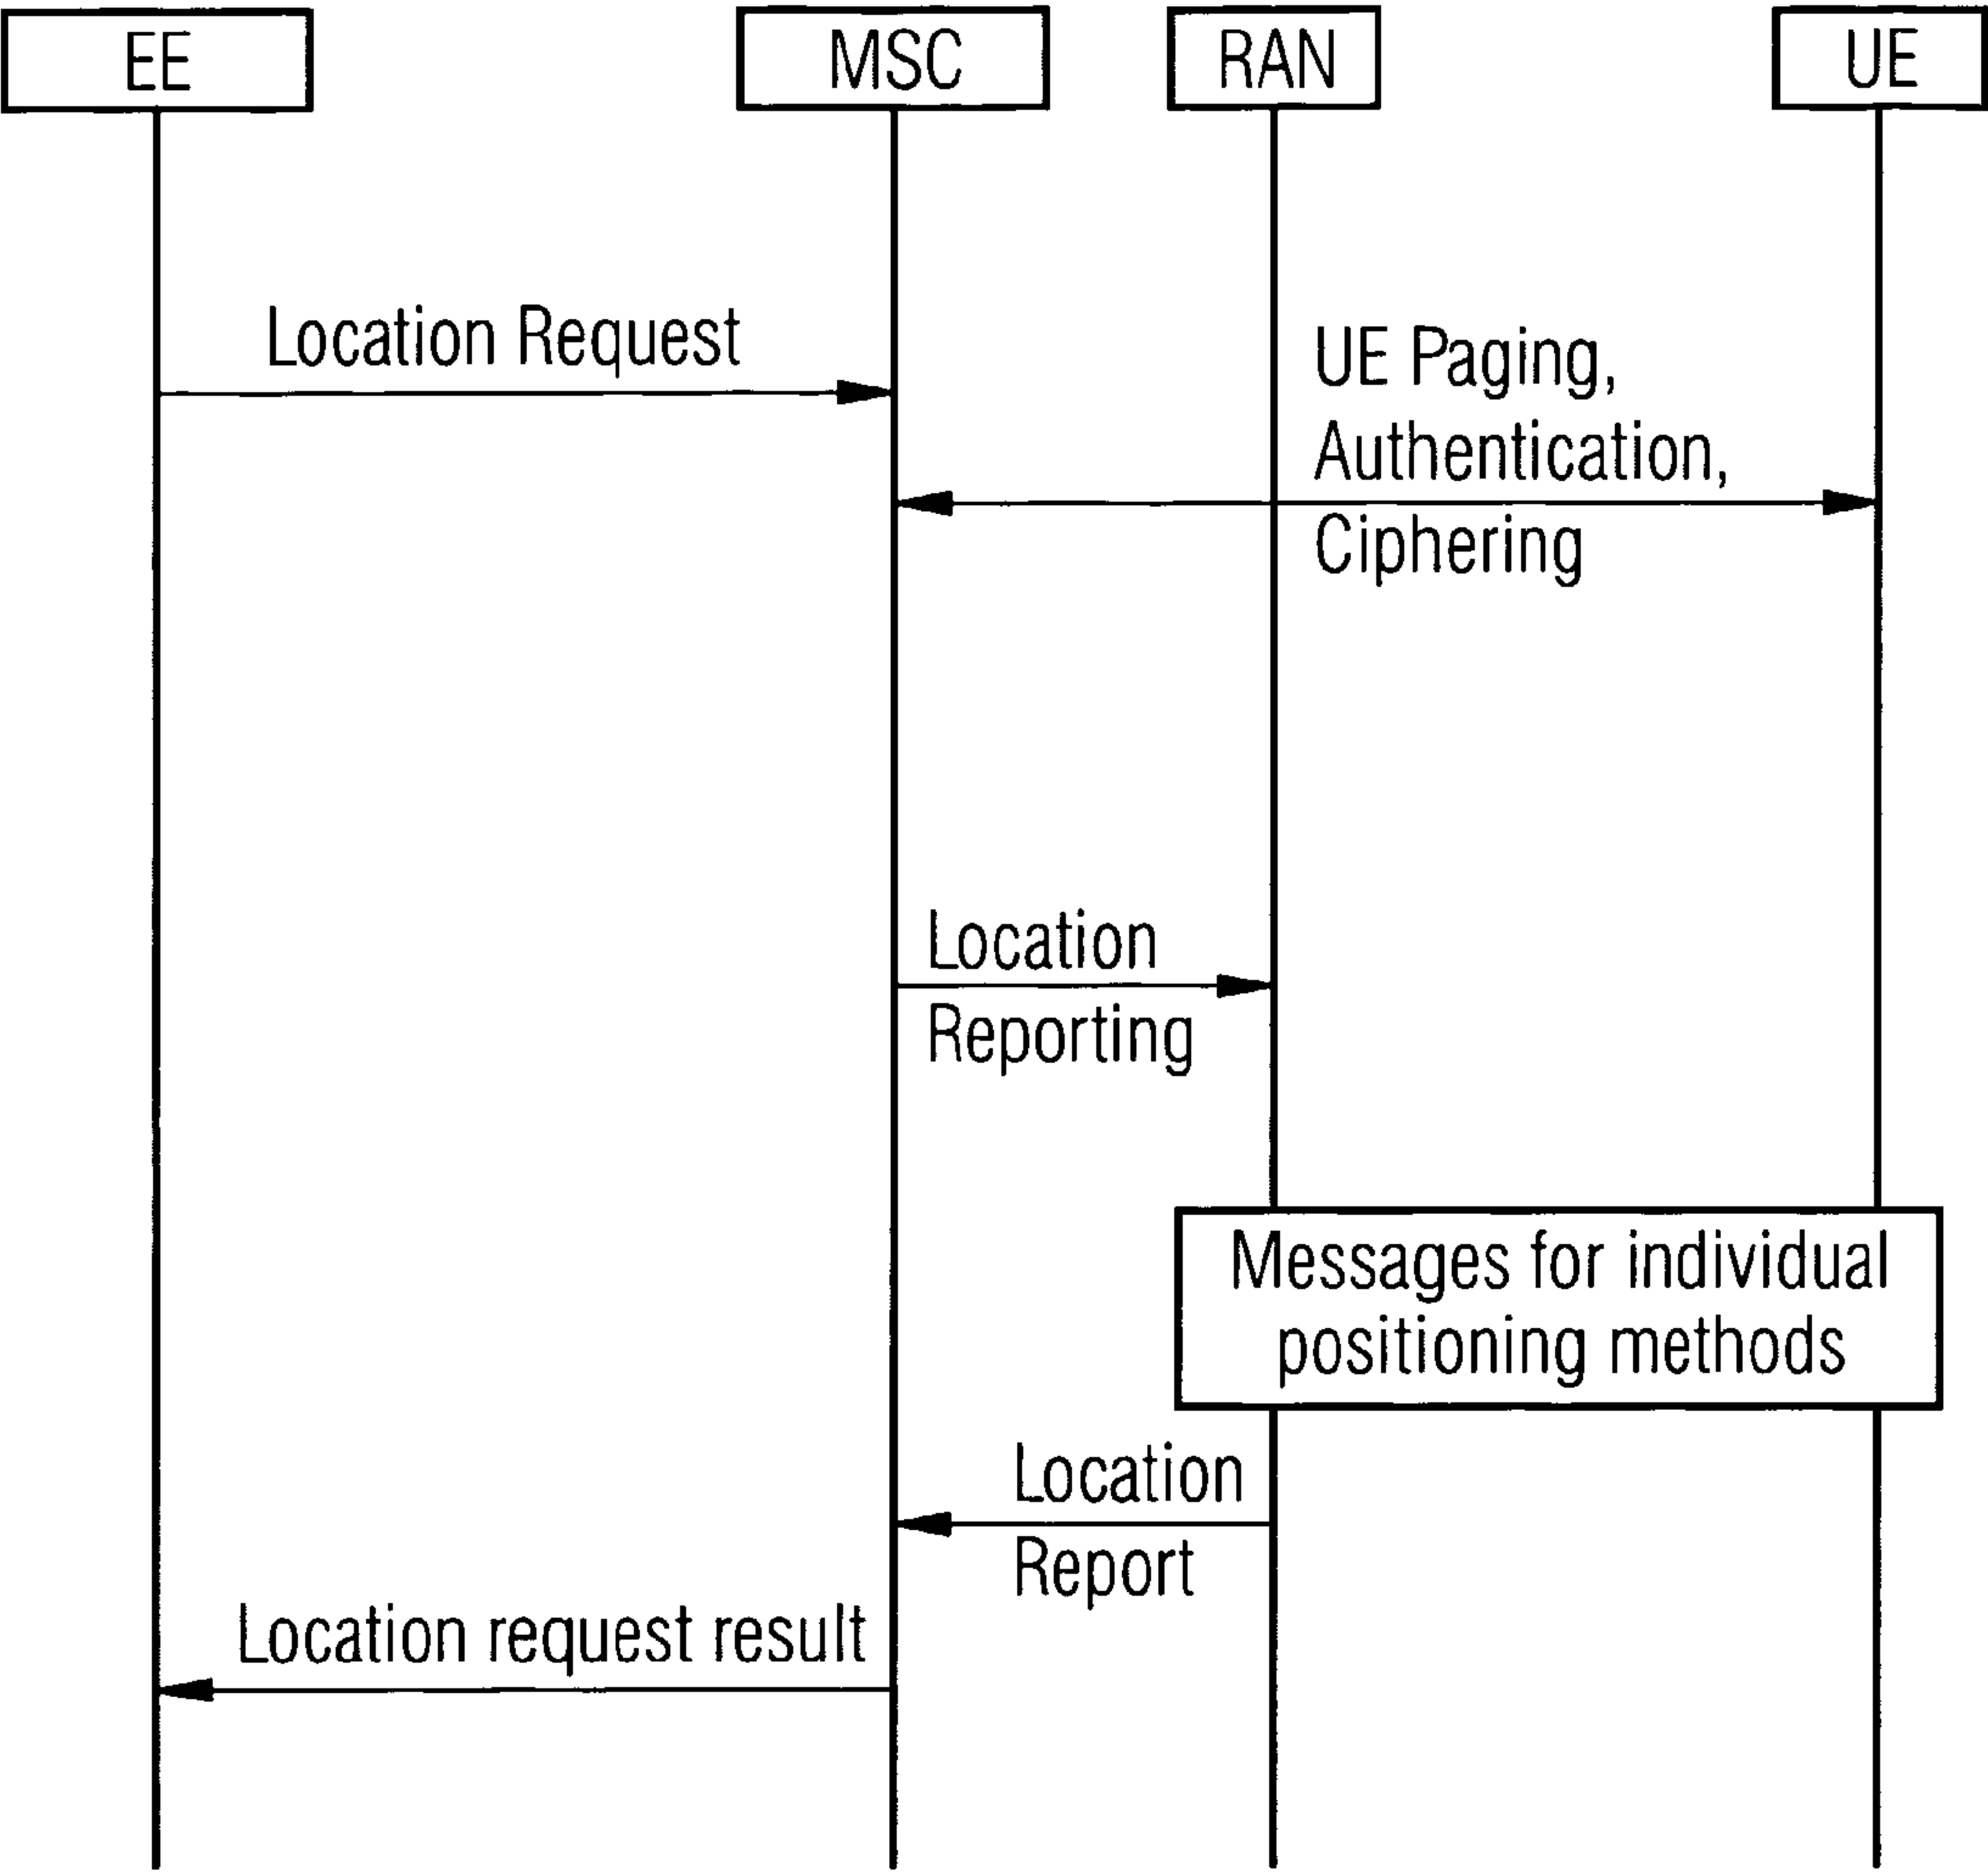 EE
MSC
RAN
UE
Location Request
UE Paging,
Authentication,
Ciphering
Location
Reporting
Messages for individual
positioning methods
Location
Report
Location request result